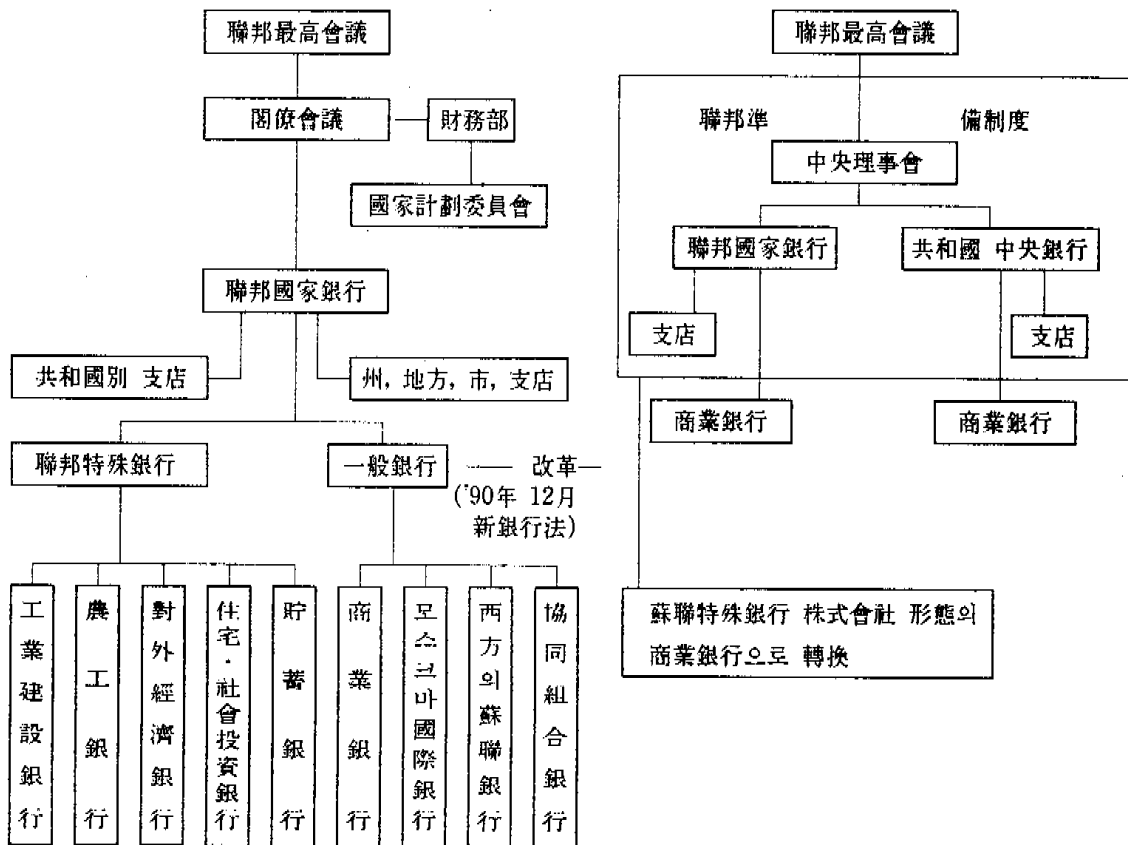 聯邦最高會議
閣僚會議
財務部
國家計劃委員會
聯邦國家銀行
共和國別 支店
州, 地方, 市, 支店
聯邦特殊銀行
一般銀行
工業建設銀行
農工銀行
對外經濟銀行
住宅·社會投資銀行
貯蓄銀行
商業銀行
모스크바國際銀行
西方의蘇聯銀行
協同組合銀行
改革
('90年 12月
新銀行法)
聯邦最高會議
聯邦準 備制度
中央理事會
聯邦國家銀行
共和國 中央銀行
支店
支店
商業銀行
商業銀行
蘇聯特殊銀行 株式會社 形態의
商業銀行으로 轉換